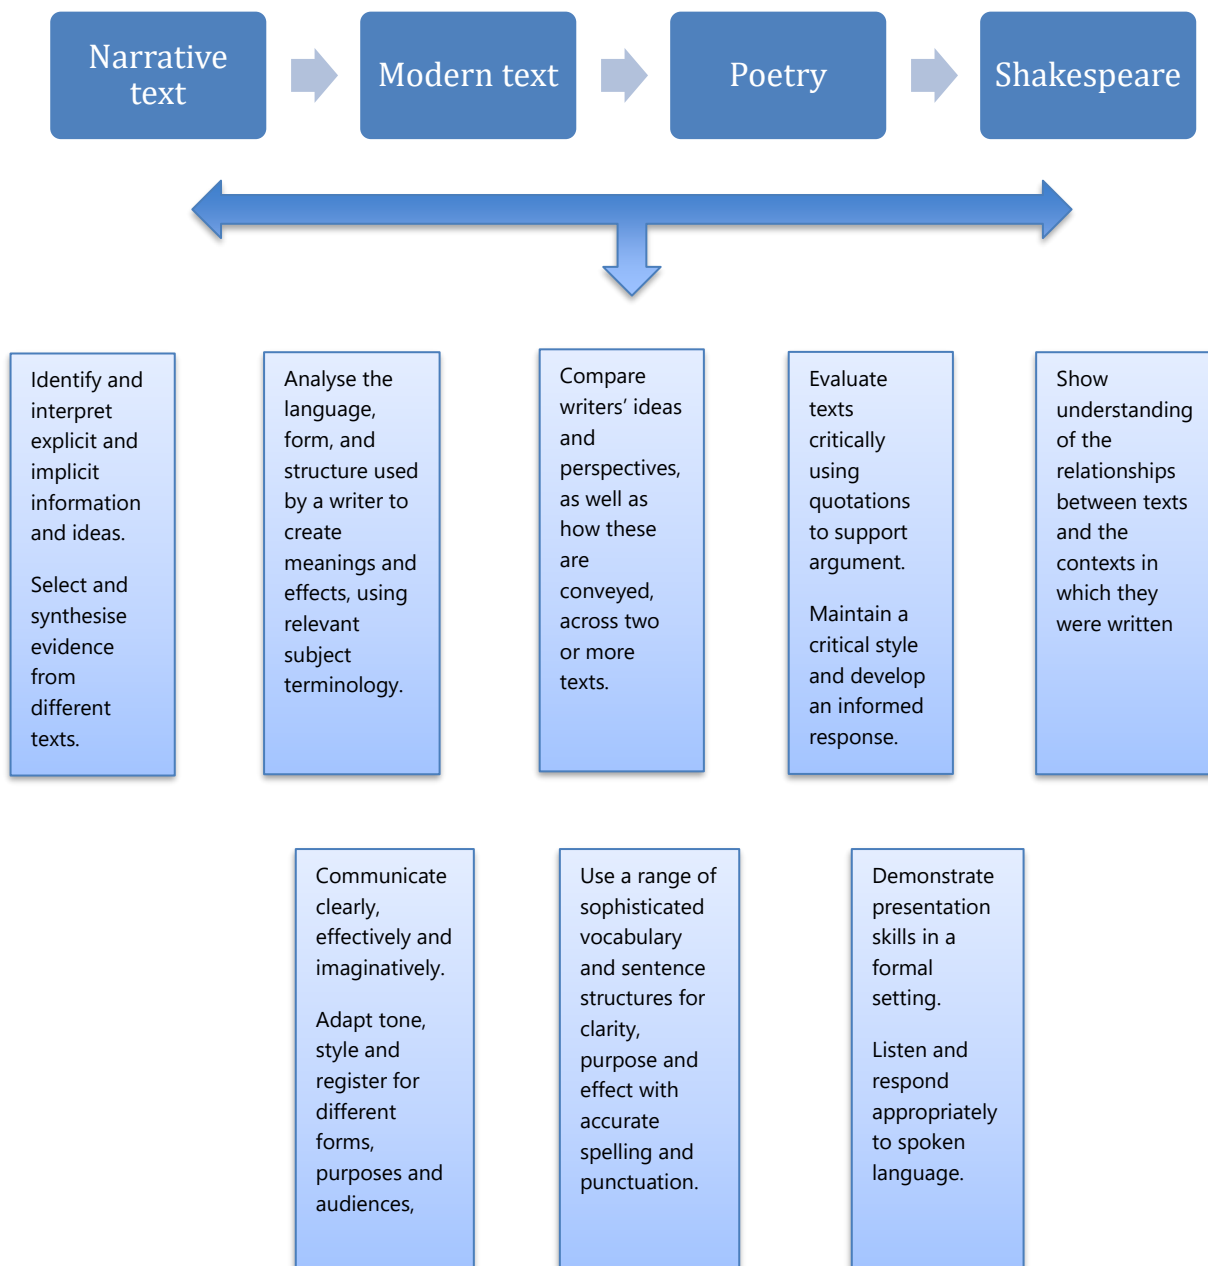 Narrative
text
Modern text
Poetry
Shakespeare
Identify and
interpret
explicit and
implicit
information
and ideas.
Select and
synthesise
evidence
from
different
texts.
Analyse the
language,
form, and
structure used
by a writer to
create
meanings and
effects, using
relevant
subject
terminology.
Compare
writers’ ideas
and
perspectives,
as well as
how these
are
conveyed,
across two
or more
texts.
Evaluate
texts
critically
using
quotations
to support
argument.
Maintain a
critical style
and develop
an informed
response.
Show
understanding
of the
relationships
between texts
and the
contexts in
which they
were written
Communicate
clearly,
effectively and
imaginatively.
Adapt tone,
style and
register for
different
forms,
purposes and
audiences,
Use a range of
sophisticated
vocabulary
and sentence
structures for
clarity,
purpose and
effect with
accurate
spelling and
punctuation.
Demonstrate
presentation
skills in a
formal
setting.
Listen and
respond
appropriately
to spoken
language.